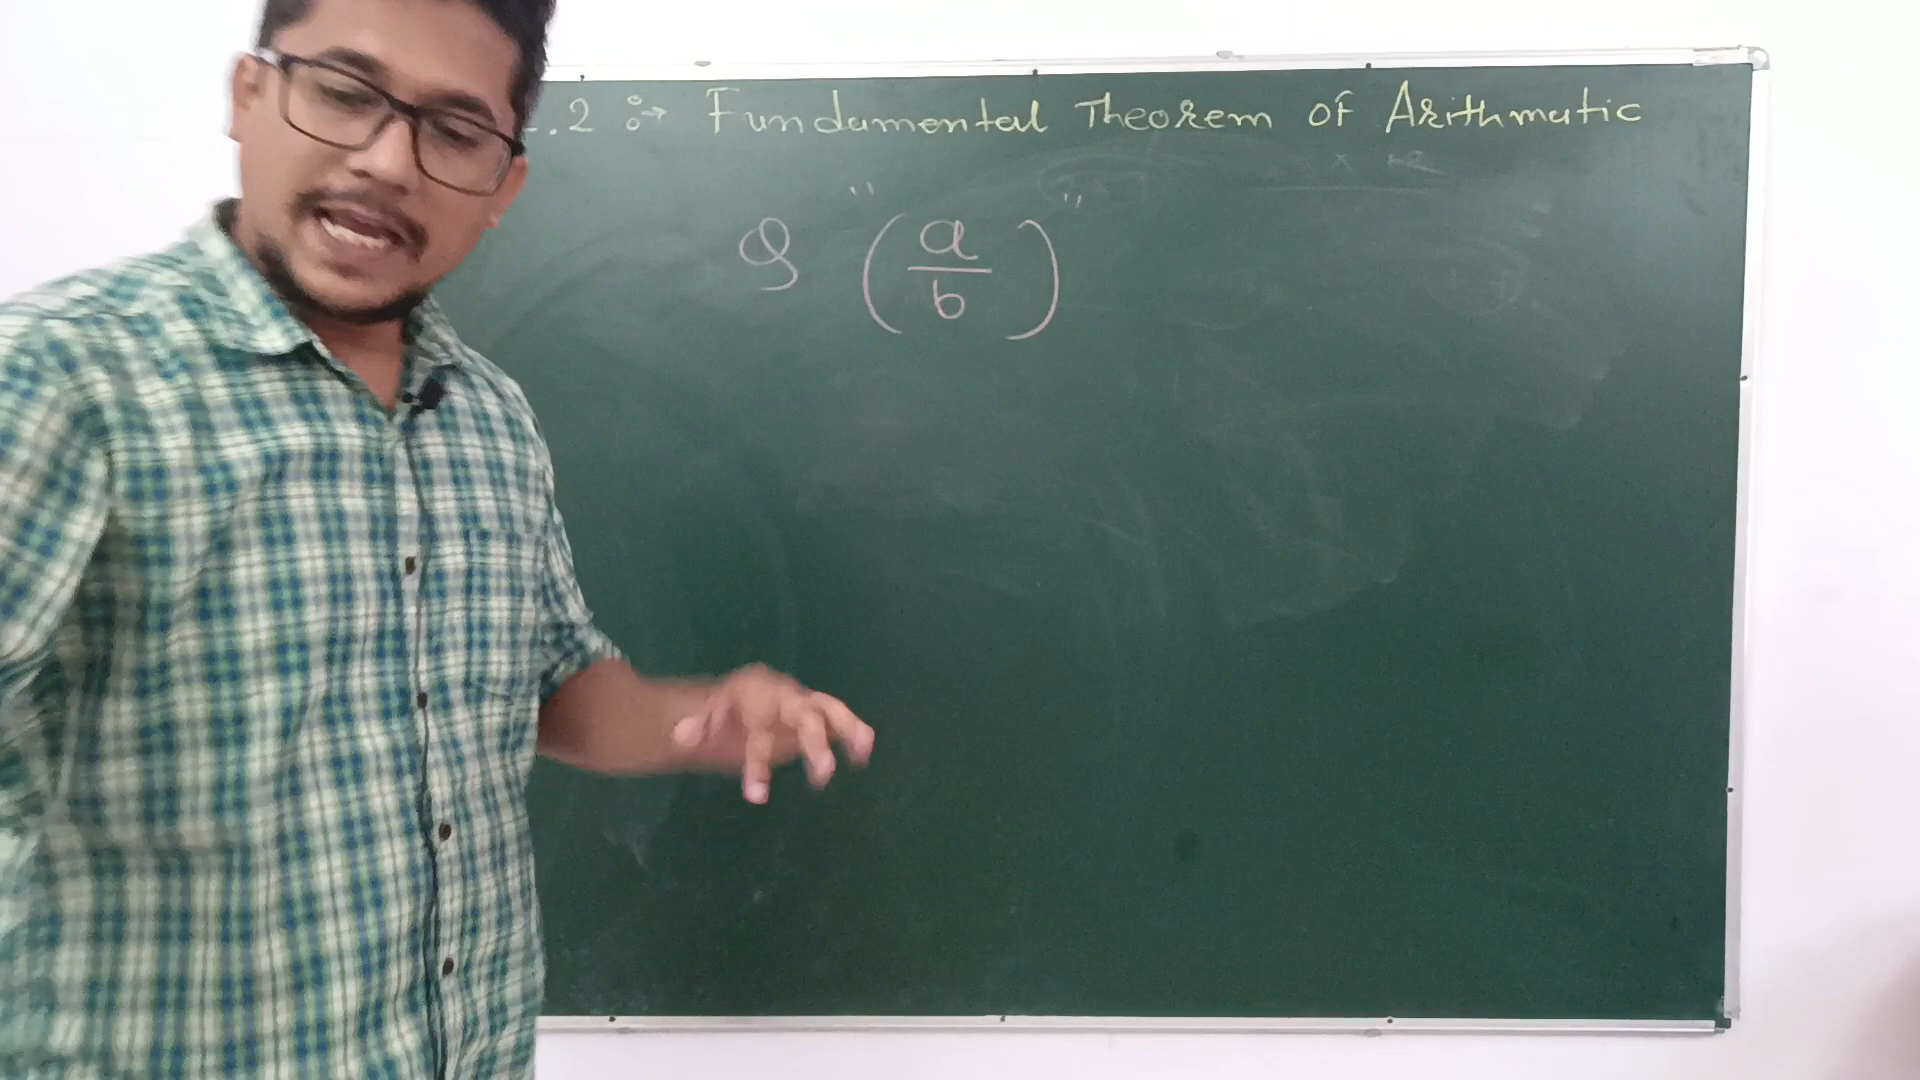 .2 :→ Fundamental Theorem of Arithmatic
" "
Q ( a
b )